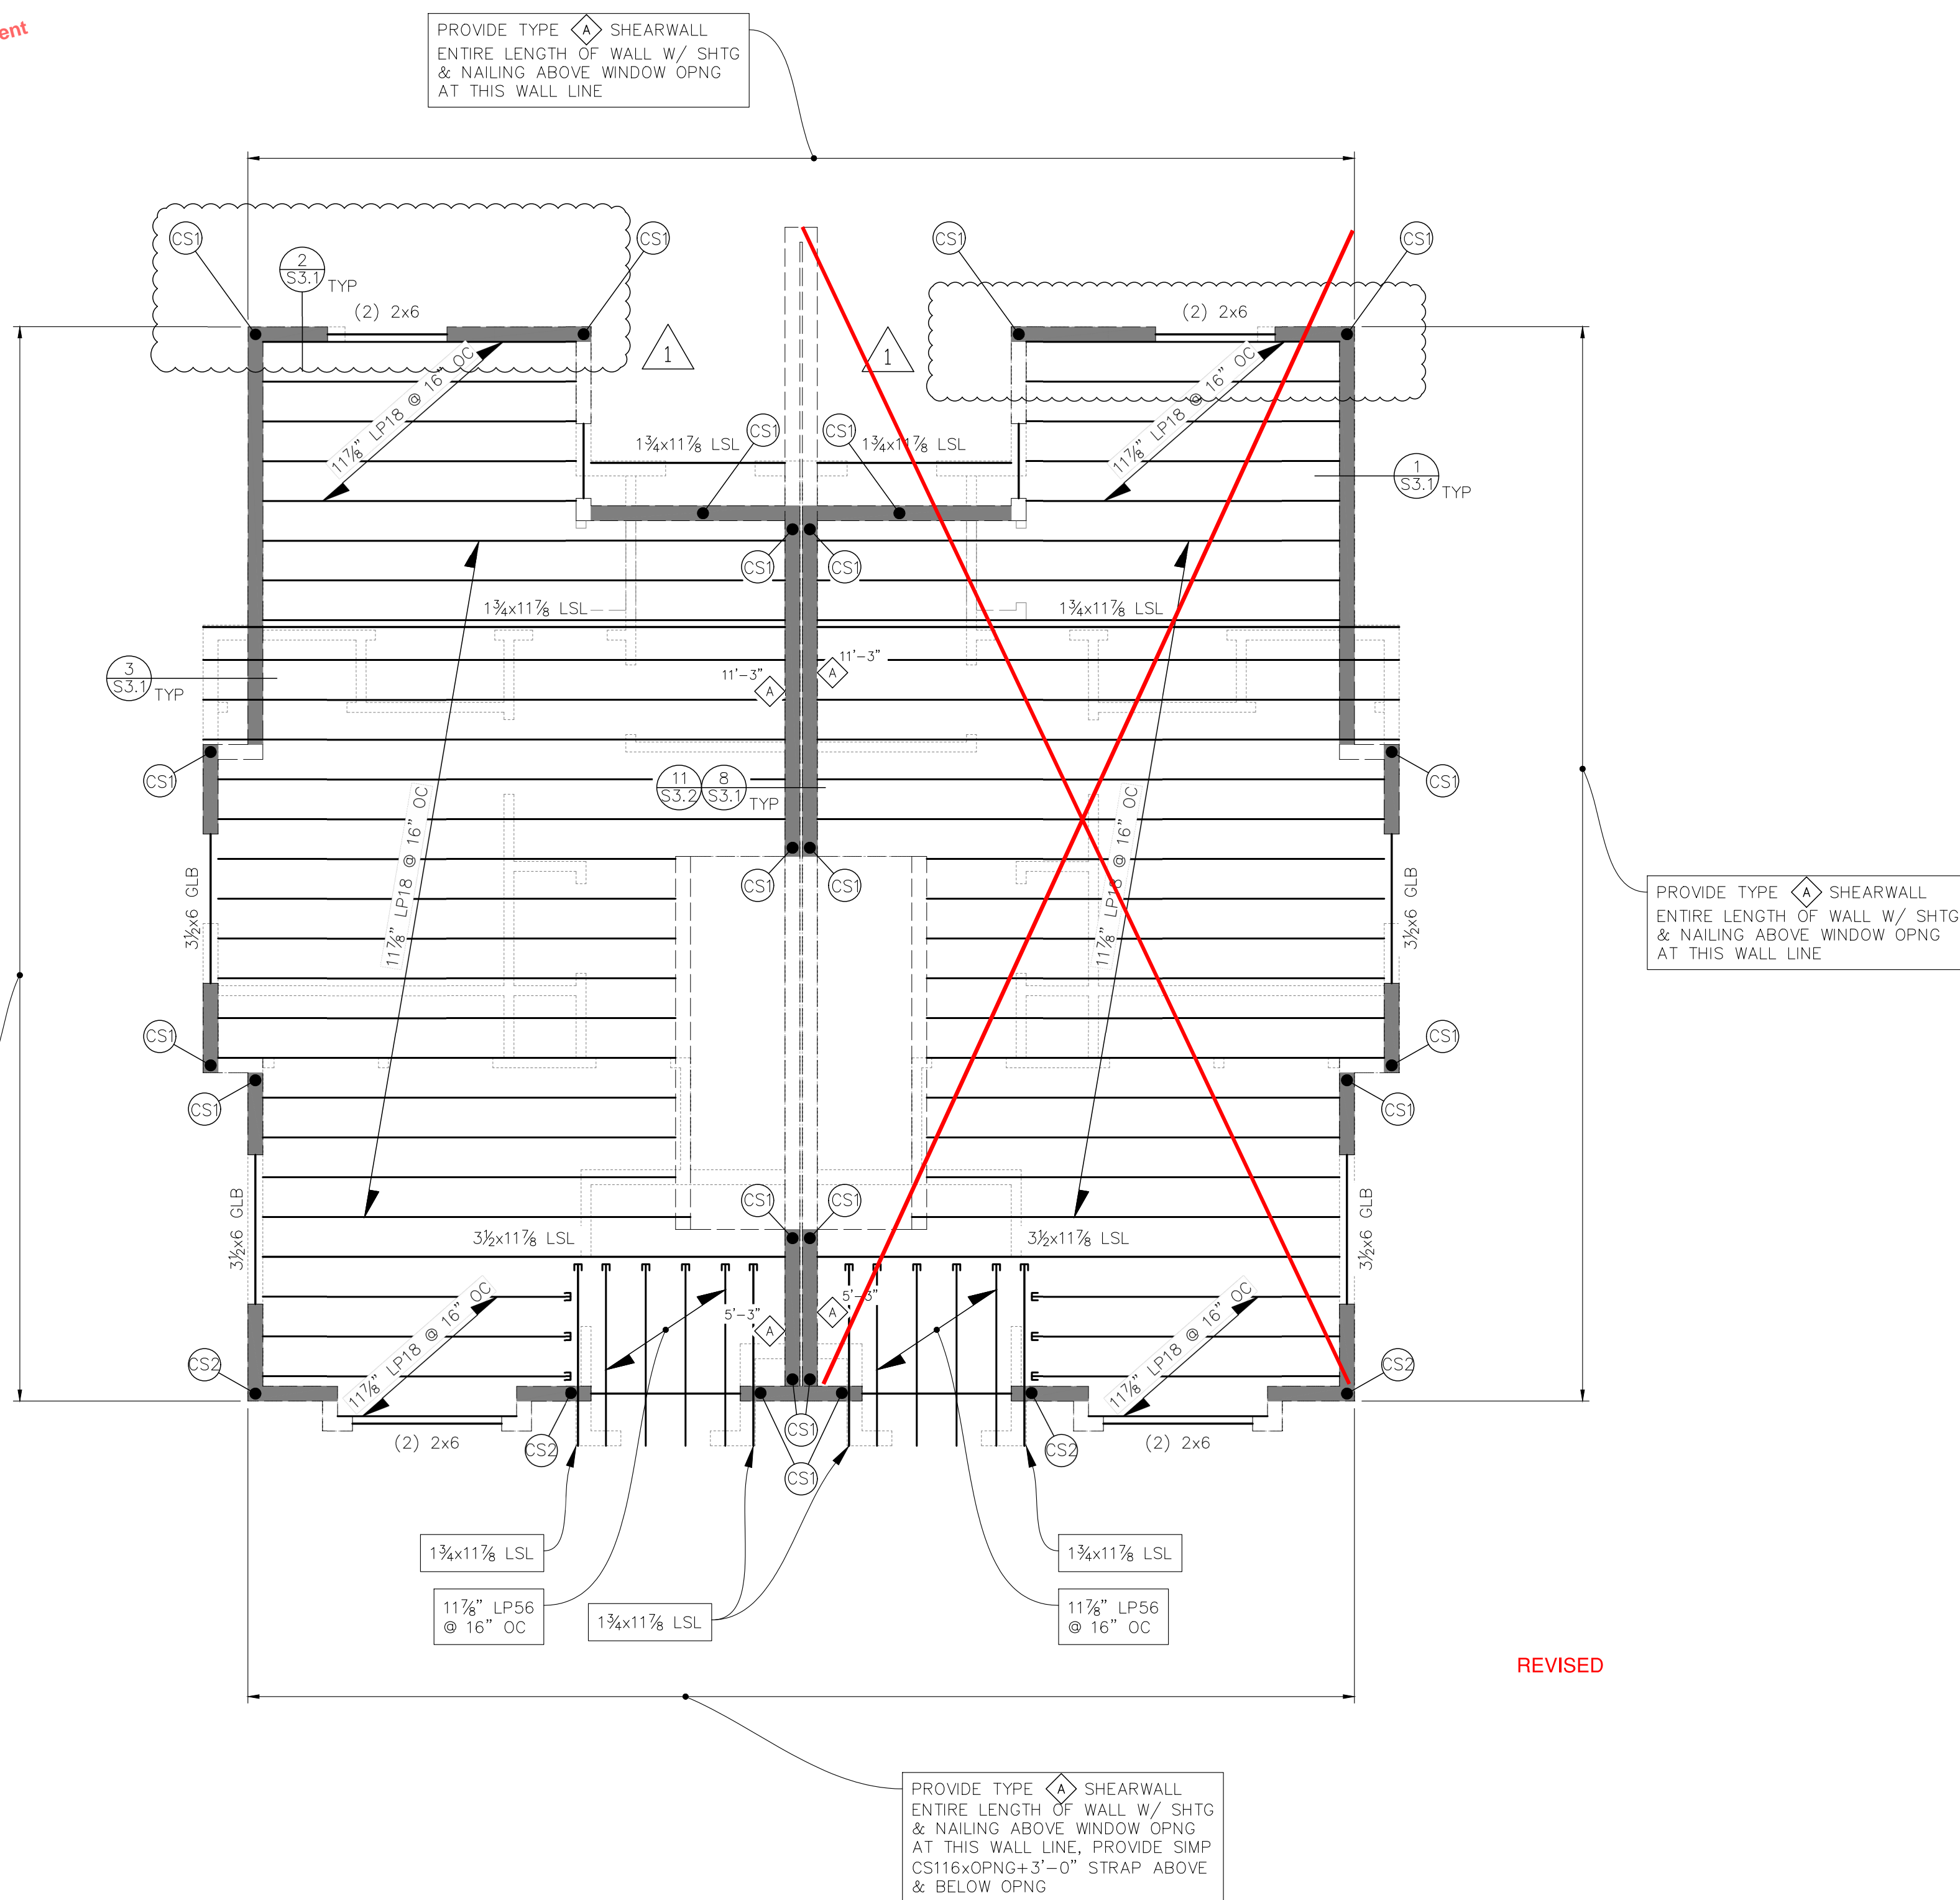 ent
PROVIDE TYPE A SHEARWALL
ENTIRE LENGTH OF WALL W/ SHTG
& NAILING ABOVE WINDOW OPNG
AT THIS WALL LINE
CS1
CS1
CS1
CS1
2
S3.1
TYP
(2) 2x6
(2) 2x6
1
1
11⅞" LP18 @ 16" OC
11⅞" LP18 @ 16" OC
CS1
CS1
1¾x11⅞ LSL
1¾x11⅞ LSL
1
S3.1
TYP
CS1
CS1
1¾x11⅞ LSL
1¾x11⅞ LSL
3
S3.1
TYP
11'-3"
A
11'-3"
A
CS1
11
S3.2
8
S3.1
TYP
CS1
11⅞" LP18 @ 16" OC
11⅞" LP18 @ 16" OC
CS1
CS1
3½x6 GLB
3½x6 GLB
PROVIDE TYPE A SHEARWALL
ENTIRE LENGTH OF WALL W/ SHTG
& NAILING ABOVE WINDOW OPNG
AT THIS WALL LINE
CS1
CS1
CS1
CS1
CS1
CS1
3½x6 GLB
3½x11⅞ LSL
3½x11⅞ LSL
3½x6 GLB
11⅞" LP18 @ 16" OC
5'-3"
A
5'-3"
A
11⅞" LP18 @ 16" OC
CS2
CS2
(2) 2x6
CS2
CS1
CS1
CS2
(2) 2x6
1¾x11⅞ LSL
1¾x11⅞ LSL
11⅞" LP56
@ 16" OC
1¾x11⅞ LSL
11⅞" LP56
@ 16" OC
REVISED
PROVIDE TYPE A SHEARWALL
ENTIRE LENGTH OF WALL W/ SHTG
& NAILING ABOVE WINDOW OPNG
AT THIS WALL LINE, PROVIDE SIMP
CS116xOPNG+3'-0" STRAP ABOVE
& BELOW OPNG